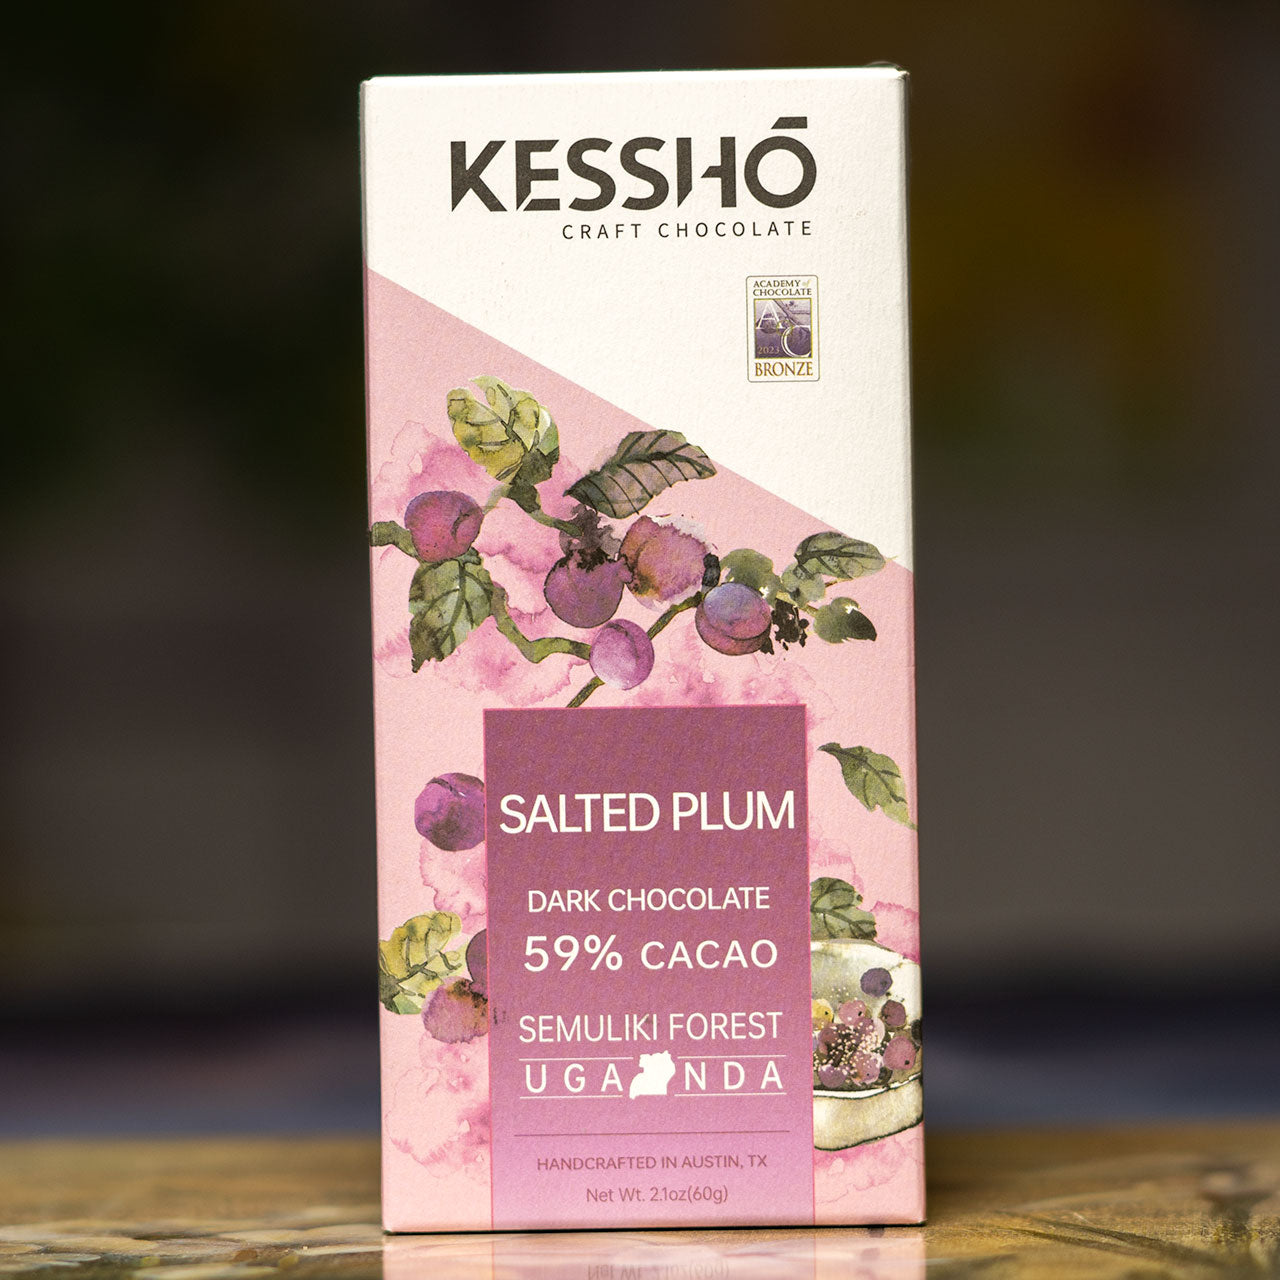 KESSHŌ
CRAFT CHOCOLATE
ACADEMY of
CHOCOLATE
AC
2023
BRONZE
SALTED PLUM
DARK CHOCOLATE
59% CACAO
SEMULIKI FOREST
UGANDA
HANDCRAFTED IN AUSTIN, TX
Net Wt. 2.1oz(60g)